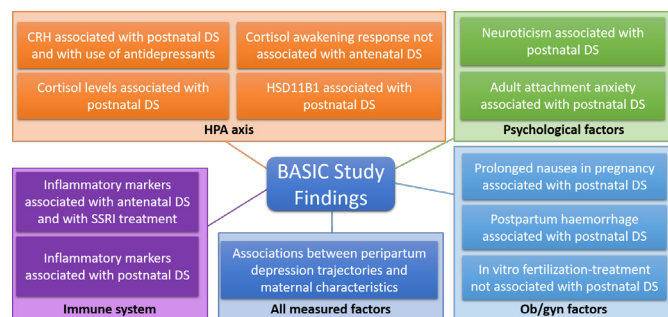 CRH associated with postnatal DS
and with use of antidepressants
Cortisol awakening response not
associated with antenatal DS
Cortisol levels associated with
postnatal DS
HSD11B1 associated with
postnatal DS
HPA axis
Neuroticism associated with
postnatal DS
Adult attachment anxiety
associated with postnatal DS
Psychological factors
BASIC Study
Findings
Inflammatory markers
associated with antenatal DS
and with SSRI treatment
Inflammatory markers
associated with postnatal DS
Immune system
Associations between peripartum
depression trajectories and
maternal characteristics
All measured factors
Prolonged nausea in pregnancy
associated with postnatal DS
Postpartum haemorrhage
associated with postnatal DS
In vitro fertilization-treatment
not associated with postnatal DS
Ob/gyn factors